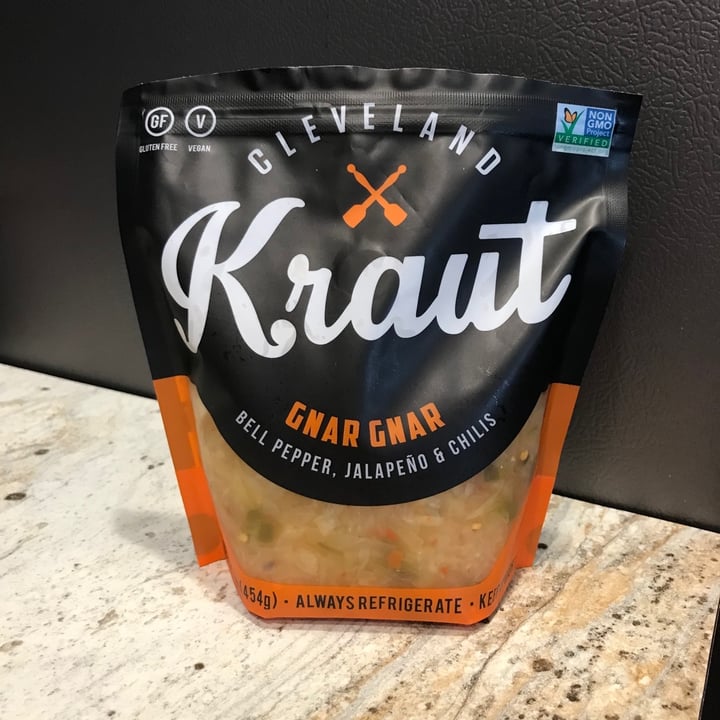 GF
GLUTEN FREE
V
VEGAN
NON
GMO
Project
VERIFIED
CLEVELAND
Kraut
GNAR GNAR
BELL PEPPER, JALAPEÑO & CHILIS
(454g) • ALWAYS REFRIGERATE •